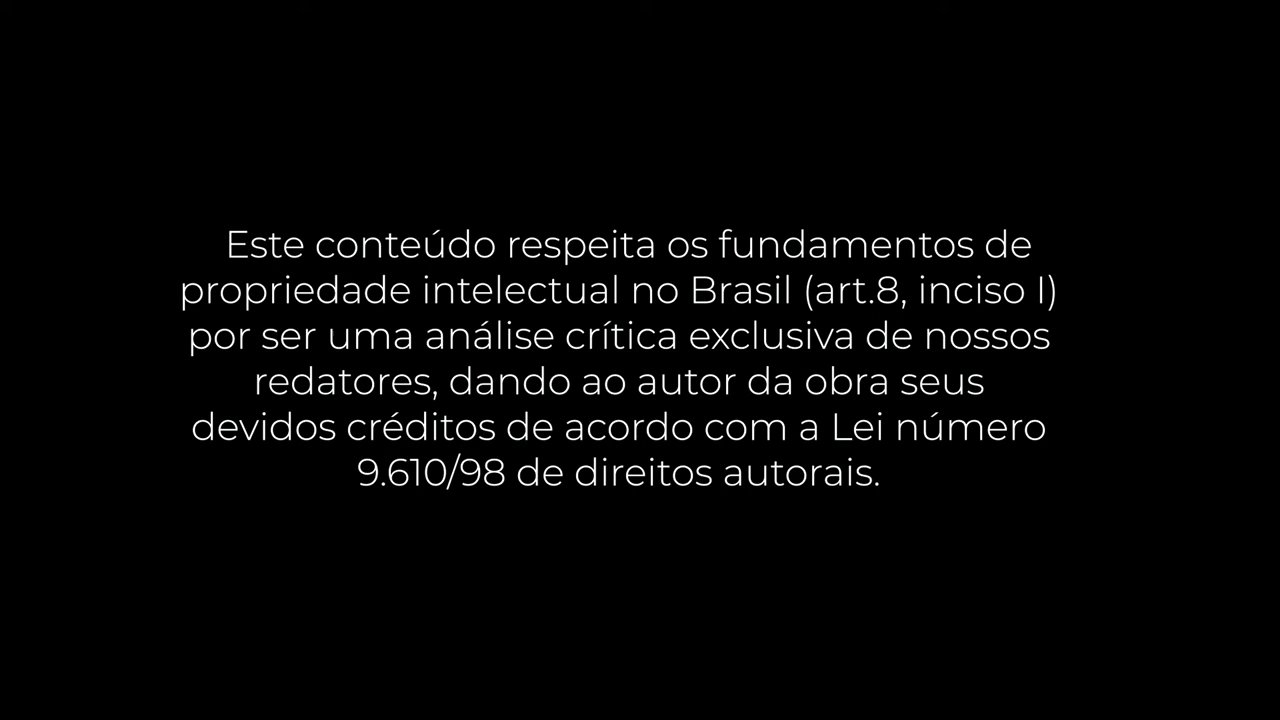 Este conteúdo respeita os fundamentos de
propriedade intelectual no Brasil (art.8, inciso I)
por ser uma análise crítica exclusiva de nossos
redatores, dando ao autor da obra seus
devidos créditos de acordo com a Lei número
9.610/98 de direitos autorais.